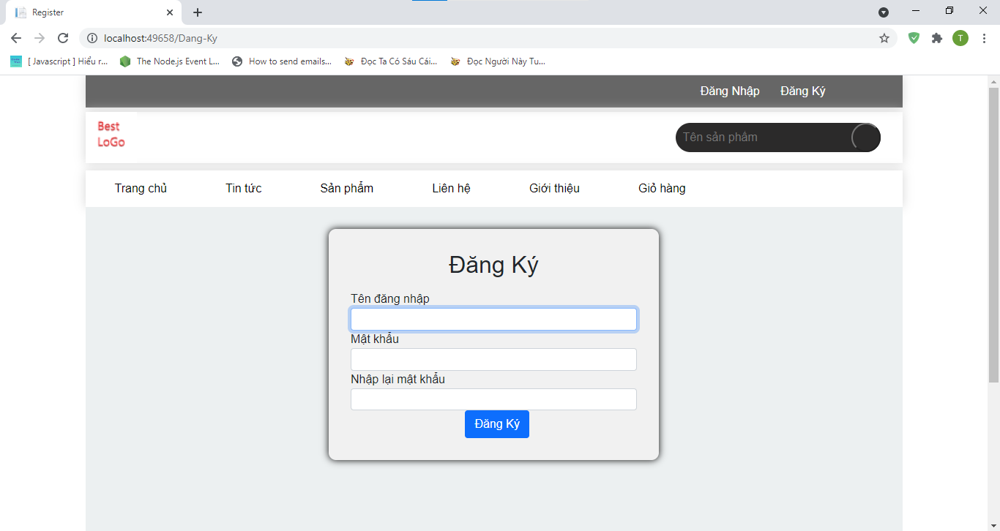 Register
localhost:49658/Dang-Ky
[ Javascript ] Hiểu r...
The Node.js Event L...
How to send emails...
Đọc Ta Có Sáu Cái...
Đọc Người Này Tu...
T
Đăng Nhập
Đăng Ký
Best
LoGo
Tên sản phẩm
Trang chủ
Tin tức
Sản phẩm
Liên hệ
Giới thiệu
Giỏ hàng
Đăng Ký
Tên đăng nhập
Mật khẩu
Nhập lại mật khẩu
Đăng Ký